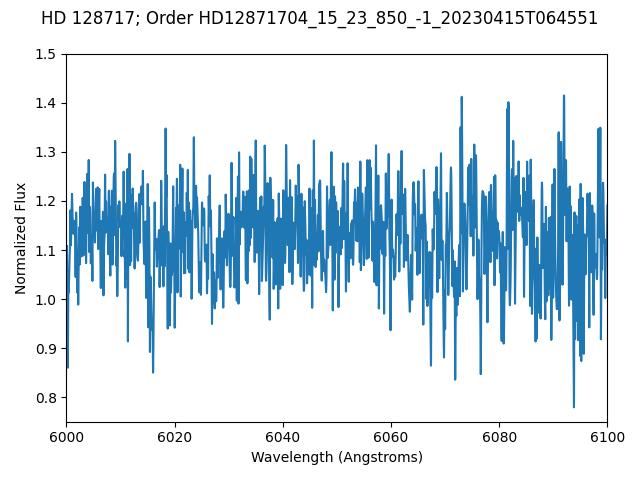 HD 128717; Order HD12871704_15_23_850_-1_20230415T064551
1.5
1.4
1.3
1.2
1.1
1.0
0.9
0.8
Normalized Flux
6000 6020 6040 6060 6080 6100
Wavelength (Angstroms)